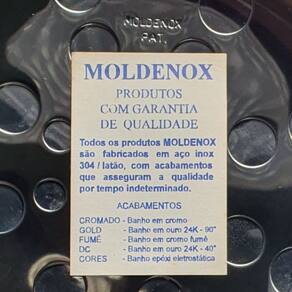 MOLDENOX
PAT.
MOLDENOX
PRODUTOS
COM GARANTIA
DE QUALIDADE
Todos os produtos MOLDENOX
são fabricados em aço inox
304 / latão, com acabamentos
que asseguram a qualidade
por tempo indeterminado.
ACABAMENTOS
CROMADO - Banho em cromo
GOLD - Banho em ouro 24K - 90°
FUMÊ - Banho em cromo fumê
DC - Banho em ouro 24K - 40°
CORES - Banho epóxi eletrostática